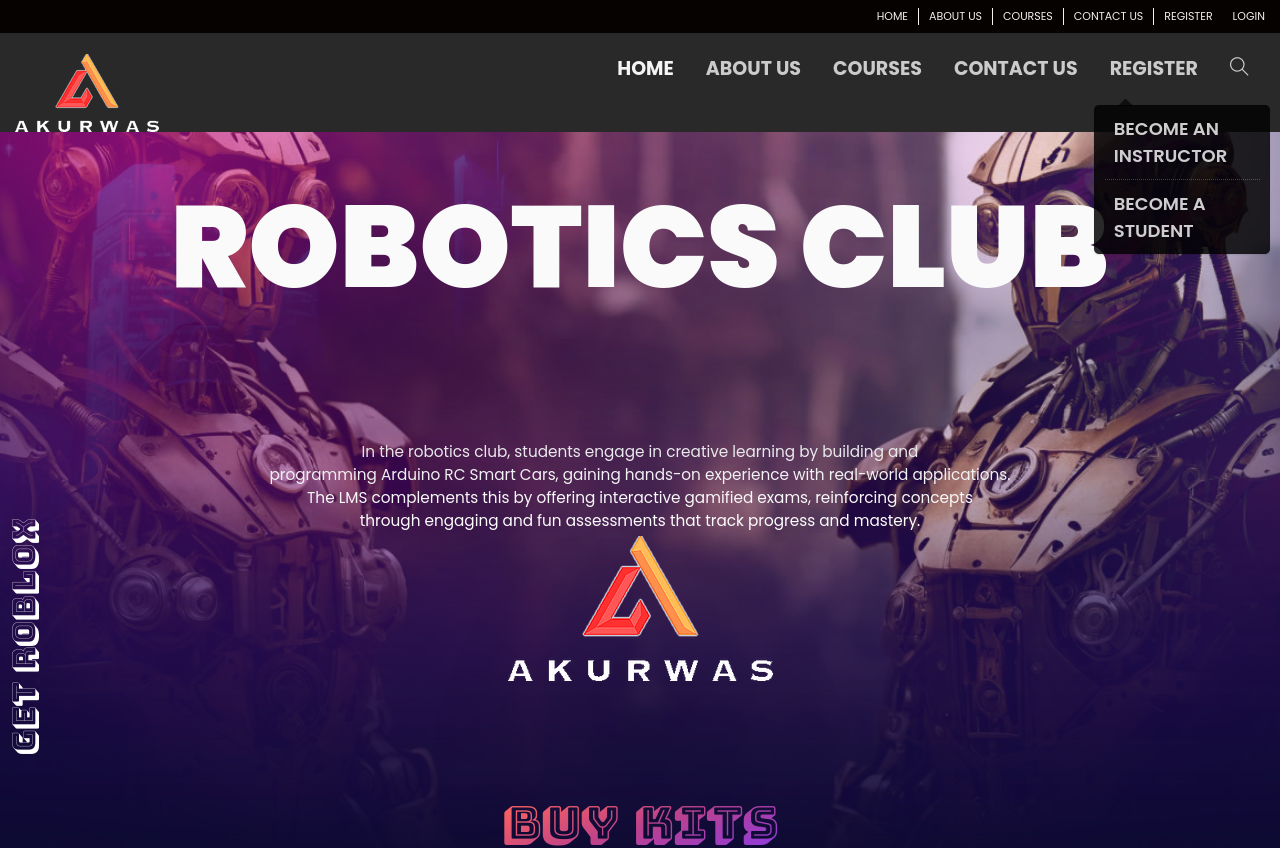 HOME ABOUT US COURSES CONTACT US REGISTER LOGIN
AKURWAS
HOME ABOUT US COURSES CONTACT US REGISTER
BECOME AN
INSTRUCTOR
BECOME A
STUDENT
ROBOTICS CLUB
In the robotics club, students engage in creative learning by building and
programming Arduino RC Smart Cars, gaining hands-on experience with real-world applications.
The LMS complements this by offering interactive gamified exams, reinforcing concepts
through engaging and fun assessments that track progress and mastery.
GET ROBLOX
AKURWAS
BUY KITS